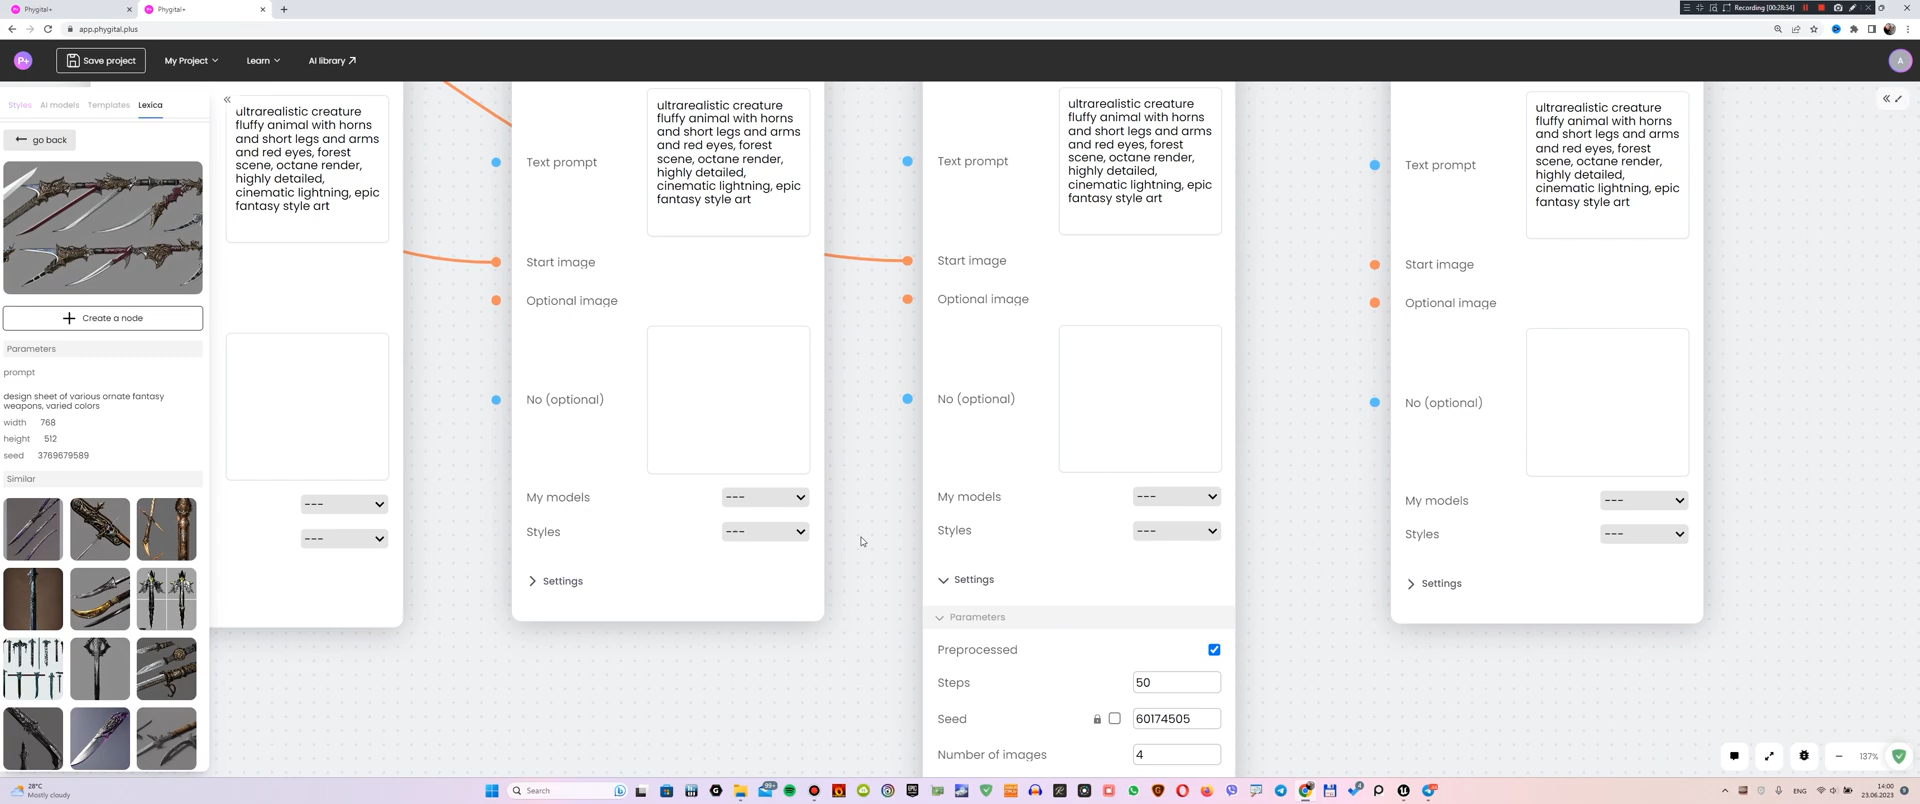 Phygital+
Phygital+
Recording [00:28:34]
app.phygital.plus
P+
Save project
My Project
Learn
AI library
A
Styles
AI models
Templates
Lexica
go back
Create a node
Parameters
prompt
design sheet of various ornate fantasy
weapons, varied colors
width 768
height 512
seed 3769679589
Similar
ultrarealistic creature
fluffy animal with horns
and short legs and arms
and red eyes, forest
scene, octane render,
highly detailed,
cinematic lightning, epic
fantasy style art
---
---
Text prompt
ultrarealistic creature
fluffy animal with horns
and short legs and arms
and red eyes, forest
scene, octane render,
highly detailed,
cinematic lightning, epic
fantasy style art
Start image
Optional image
No (optional)
My models ---
Styles ---
Settings
Text prompt
ultrarealistic creature
fluffy animal with horns
and short legs and arms
and red eyes, forest
scene, octane render,
highly detailed,
cinematic lightning, epic
fantasy style art
Start image
Optional image
No (optional)
My models ---
Styles ---
Settings
Parameters
Preprocessed
Steps 50
Seed 60174505
Number of images 4
Text prompt
ultrarealistic creature
fluffy animal with horns
and short legs and arms
and red eyes, forest
scene, octane render,
highly detailed,
cinematic lightning, epic
fantasy style art
Start image
Optional image
No (optional)
My models ---
Styles ---
Settings
137%
28°C
Mostly cloudy
Search
99+
ENG
14:00
23.06.2023